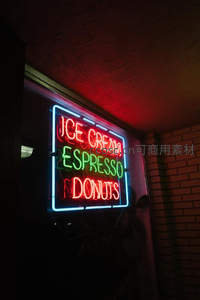 ICE CREAM
ESPRESSO
DONUTS
可商用素材